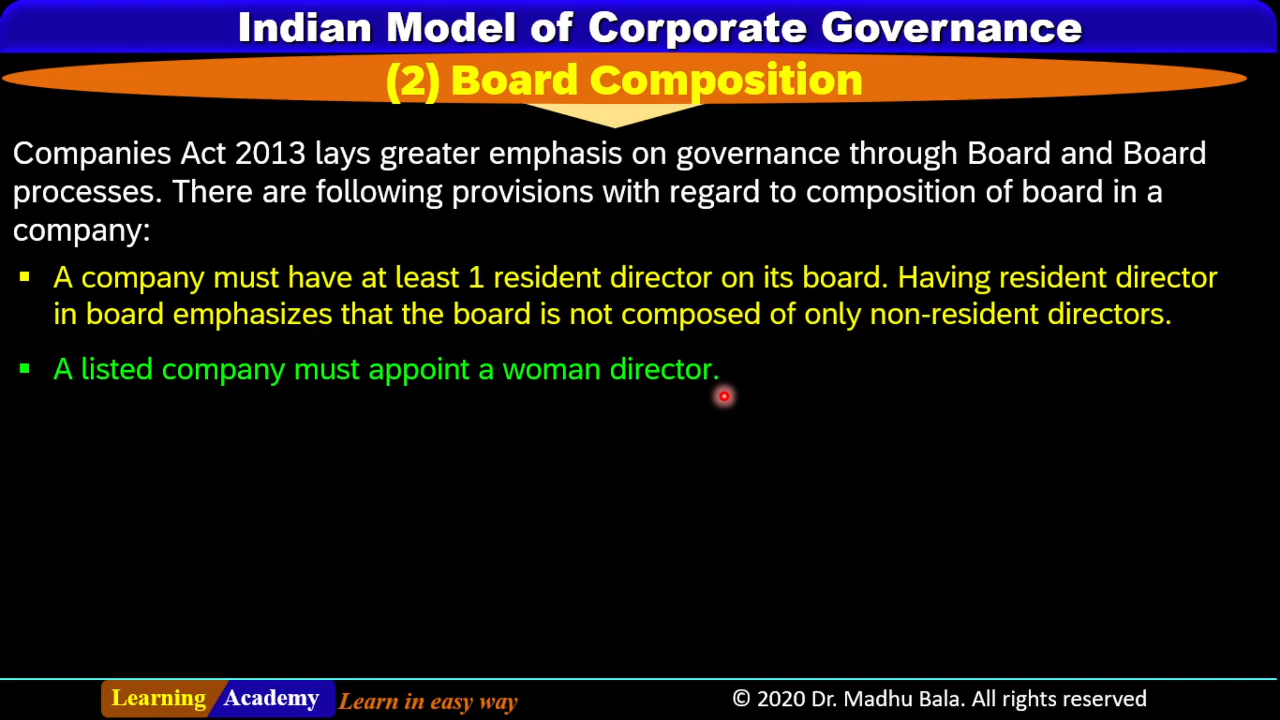 Indian Model of Corporate Governance
(2) Board Composition
Companies Act 2013 lays greater emphasis on governance through Board and Board
processes. There are following provisions with regard to composition of board in a
company:
▪ A company must have at least 1 resident director on its board. Having resident director
in board emphasizes that the board is not composed of only non-resident directors.
▪ A listed company must appoint a woman director.
Learning Academy Learn in easy way
© 2020 Dr. Madhu Bala. All rights reserved